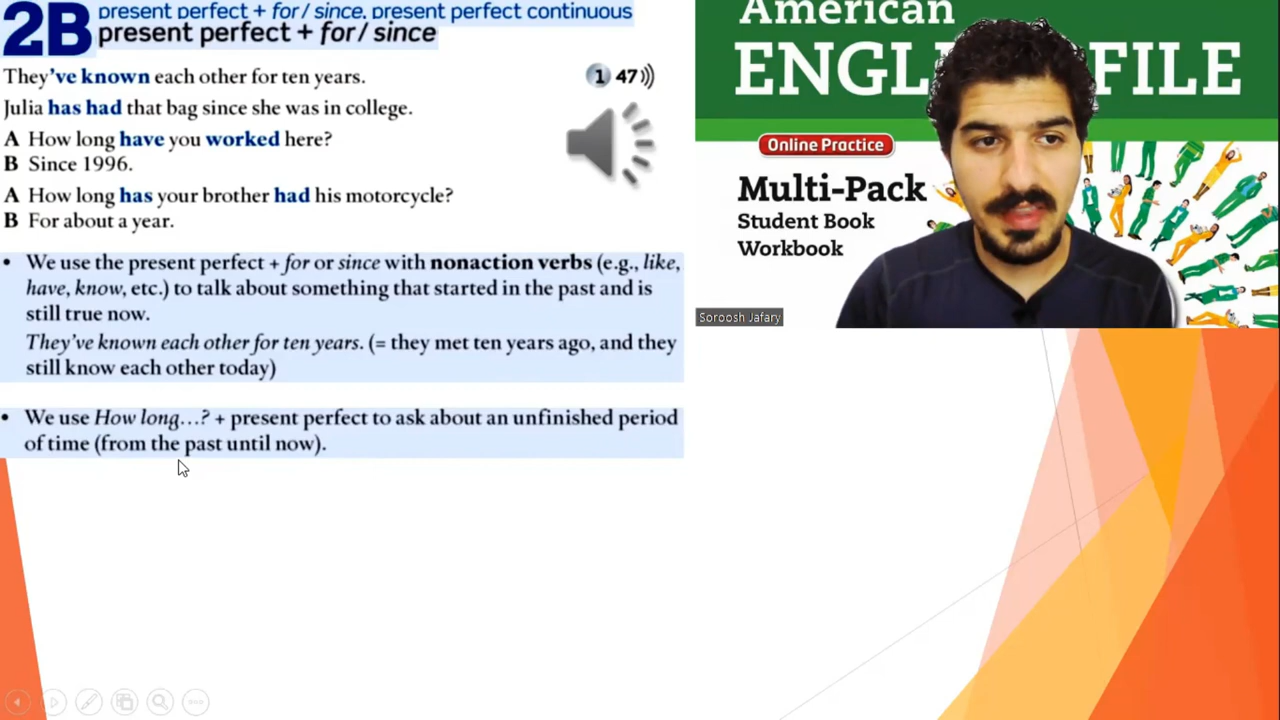 2B present perfect + for / since, present perfect continuous
present perfect + for / since
They've known each other for ten years.
1 47
Julia has had that bag since she was in college.
A How long have you worked here?
B Since 1996.
A How long has your brother had his motorcycle?
B For about a year.
• We use the present perfect + for or since with nonaction verbs (e.g., like,
have, know, etc.) to talk about something that started in the past and is
still true now.
They've known each other for ten years. (= they met ten years ago, and they
still know each other today)
• We use How long...? + present perfect to ask about an unfinished period
of time (from the past until now).
American
ENGL FILE
Online Practice
Multi-Pack
Student Book
Workbook
Soroosh Jafary